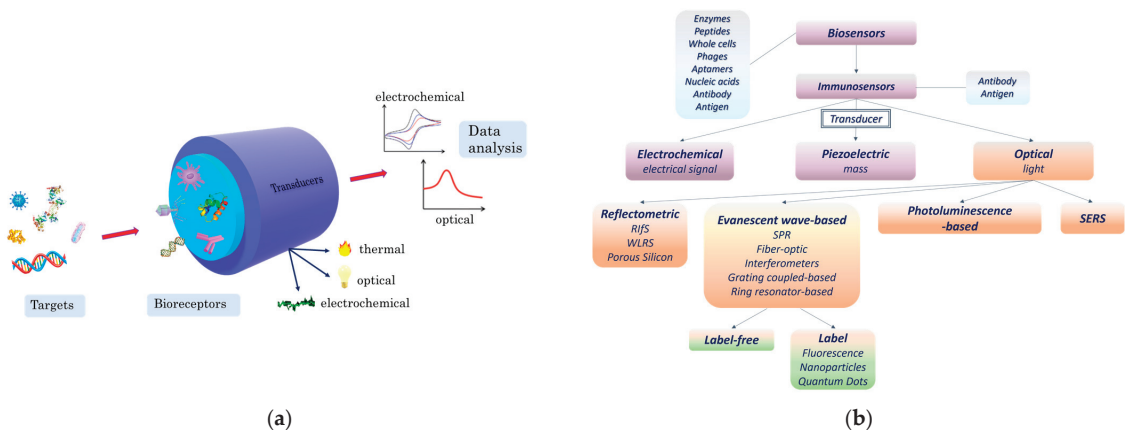 electrochemical
Data
analysis
Transducers
optical
thermal
optical
electrochemical
Targets
Bioreceptors
(a)
Enzymes
Peptides
Whole cells
Phages
Aptamers
Nucleic acids
Antibody
Antigen
Biosensors
Immunosensors
Antibody
Antigen
Transducer
Electrochemical
electrical signal
Piezoelectric
mass
Optical
light
Reflectometric
RIfS
WLRS
Porous Silicon
Evanescent wave-based
SPR
Fiber-optic
Interferometers
Grating coupled-based
Ring resonator-based
Photoluminescence
-based
SERS
Label-free
Label
Fluorescence
Nanoparticles
Quantum Dots
(b)